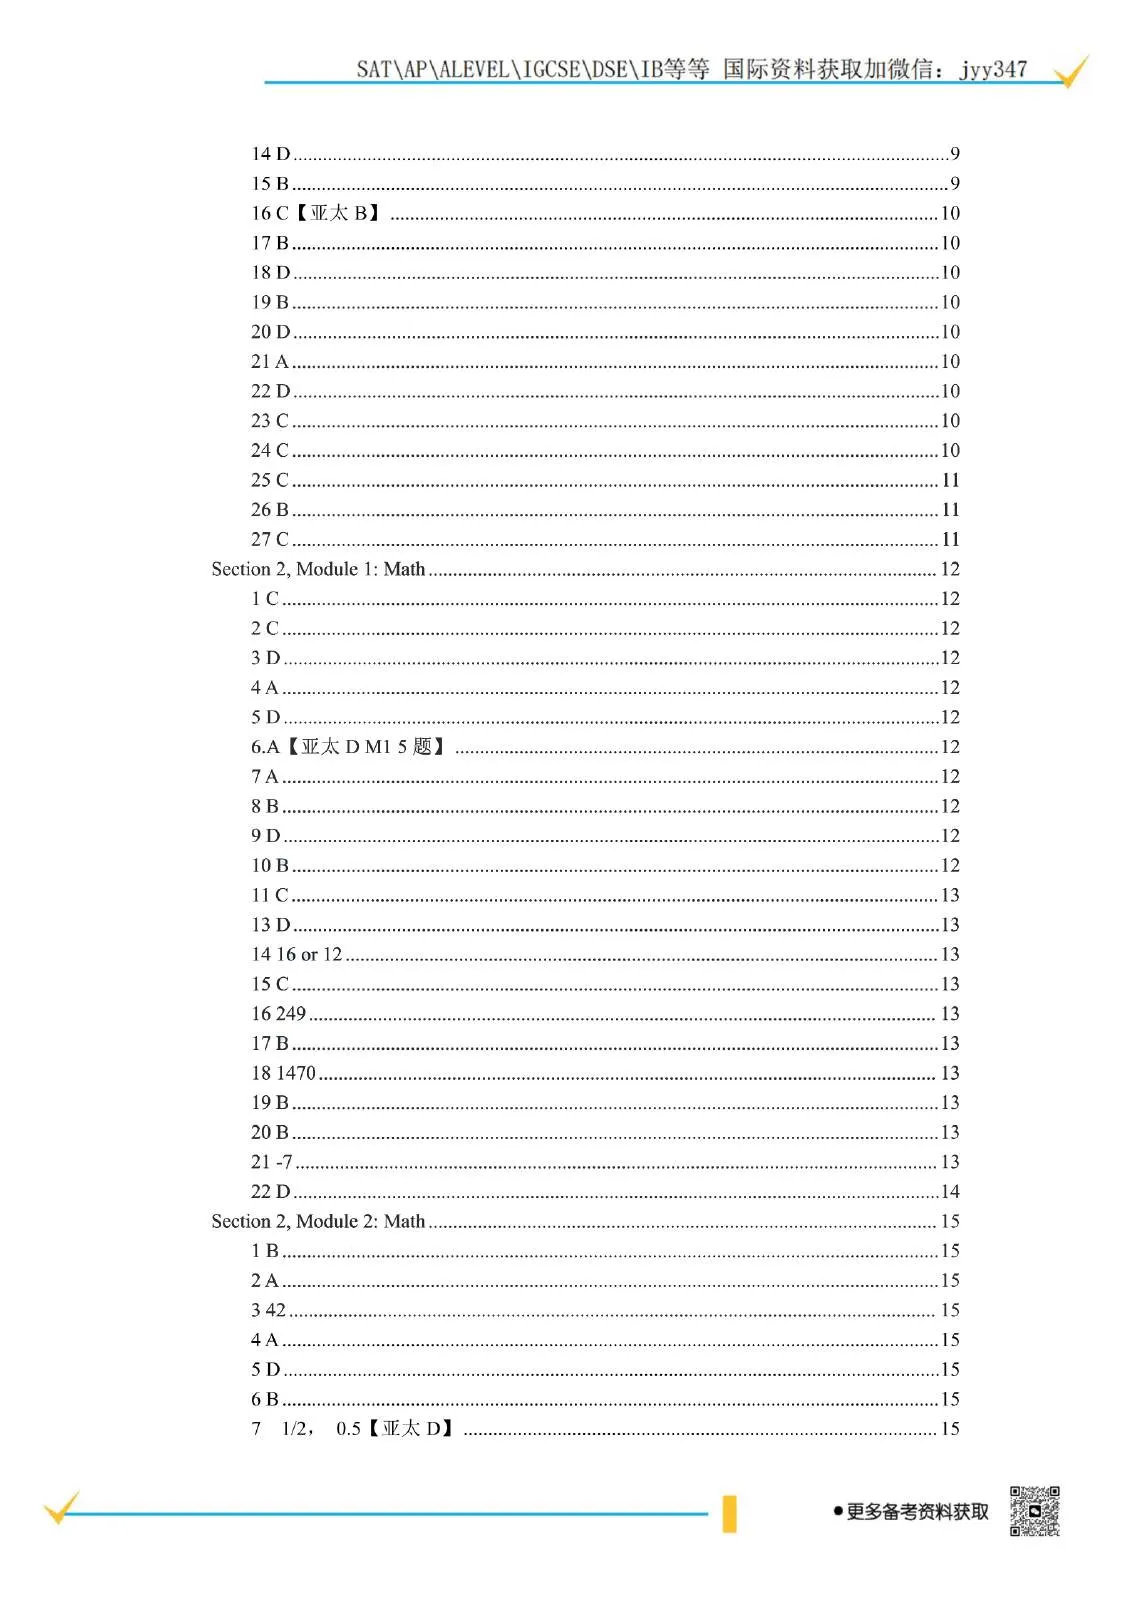 SAT\AP\ALEVEL\IGCSE\DSE\IB等等 国际资料获取加微信：jyy347
14 D........................9
15 B........................9
16 C【亚太 B】........................10
17 B........................10
18 D........................10
19 B........................10
20 D........................10
21 A........................10
22 D........................10
23 C........................10
24 C........................10
25 C........................11
26 B........................11
27 C........................11
Section 2, Module 1: Math........................12
1 C........................12
2 C........................12
3 D........................12
4 A........................12
5 D........................12
6.A【亚太 D M1 5 题】........................12
7 A........................12
8 B........................12
9 D........................12
10 B........................12
11 C........................13
13 D........................13
14 16 or 12........................13
15 C........................13
16 249........................13
17 B........................13
18 1470........................13
19 B........................13
20 B........................13
21 -7........................13
22 D........................14
Section 2, Module 2: Math........................15
1 B........................15
2 A........................15
3 42........................15
4 A........................15
5 D........................15
6 B........................15
7 1/2， 0.5【亚太 D】........................15
●更多备考资料获取